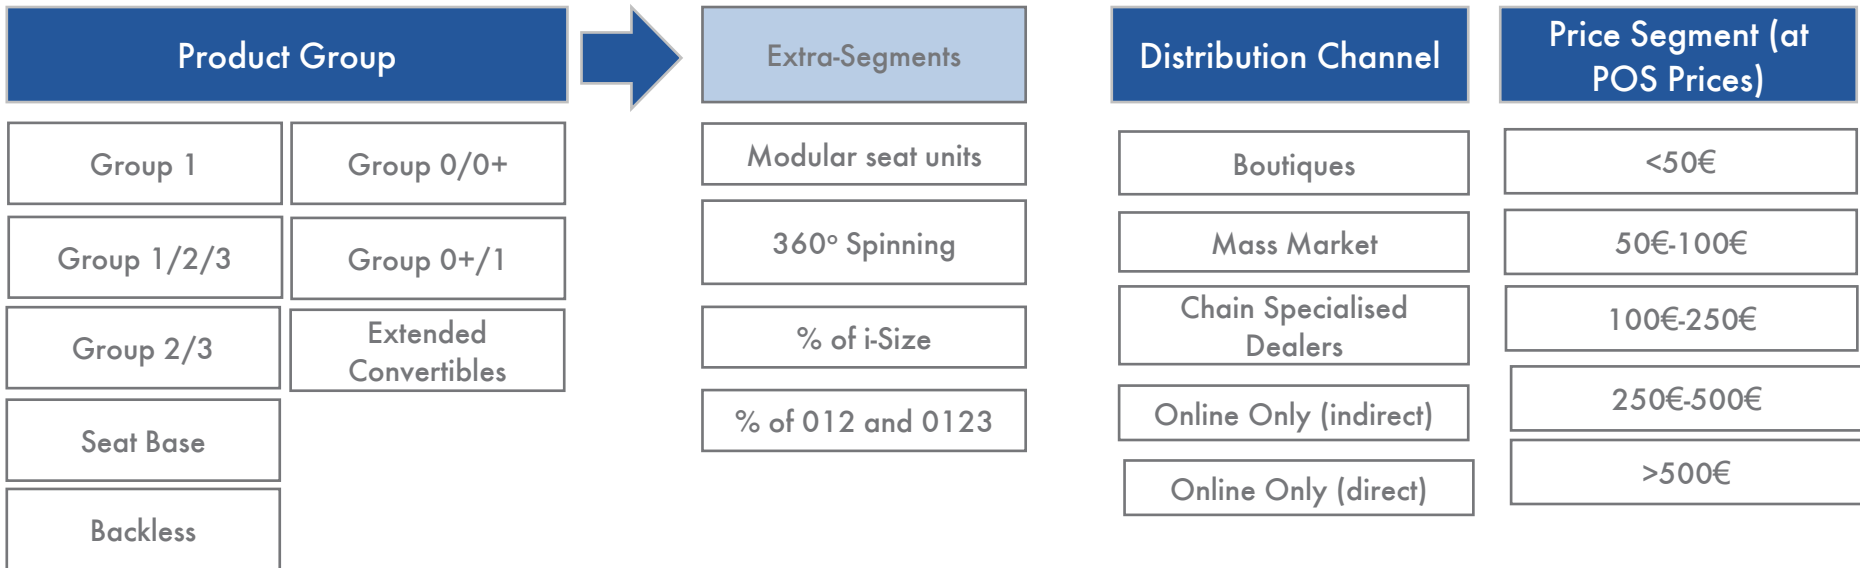 Product Group
Extra-Segments
Distribution Channel
Price Segment (at
POS Prices)
Group 1
Group 0/0+
Group 1/2/3
Group 0+/1
Group 2/3
Extended
Convertibles
Seat Base
Backless
Modular seat units
360º Spinning
% of i-Size
% of 012 and 0123
Boutiques
Mass Market
Chain Specialised
Dealers
Online Only (indirect)
Online Only (direct)
<50€
50€-100€
100€-250€
250€-500€
>500€